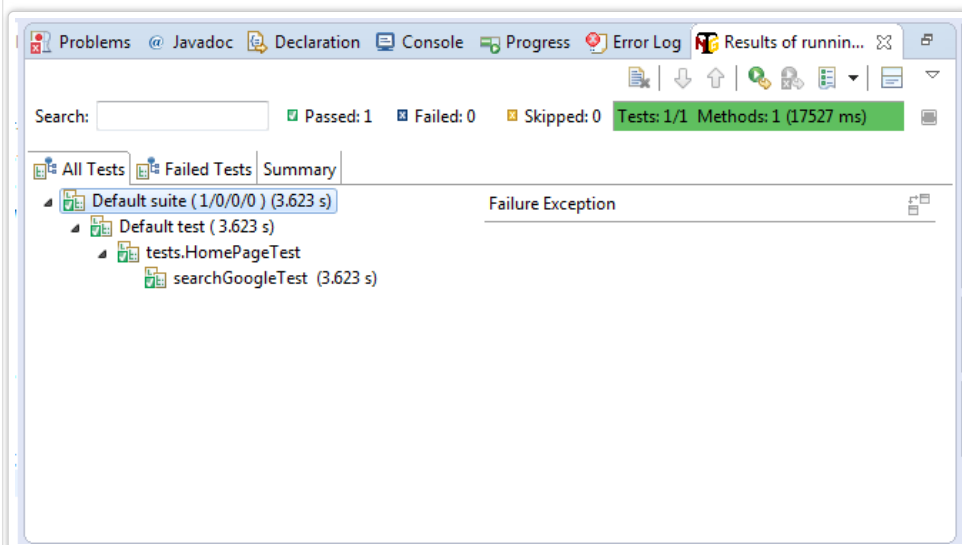 Problems @ Javadoc Declaration Console Progress Error Log Results of runnin...
Search: Passed: 1 Failed: 0 Skipped: 0 Tests: 1/1 Methods: 1 (17527 ms)
All Tests Failed Tests Summary
Default suite ( 1/0/0/0 ) (3.623 s) Failure Exception
Default test ( 3.623 s)
tests.HomePageTest
searchGoogleTest (3.623 s)